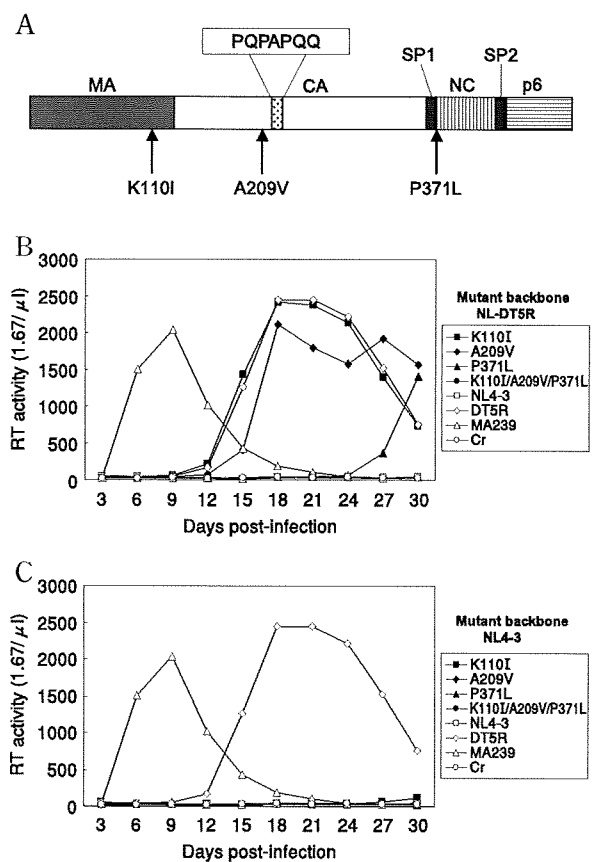 A
PQPAPQQ
SP1 SP2
MA CA NC p6
K110I A209V P371L
B
3000
2500
2000
1500
1000
500
0
RT activity (1.67/μl)
3 6 9 12 15 18 21 24 27 30
Days post-infection
Mutant backbone
NL-DT5R
K110I
A209V
P371L
K110I/A209V/P371L
NL4-3
DT5R
MA239
Cr
C
3000
2500
2000
1500
1000
500
0
RT activity (1.67/μl)
3 6 9 12 15 18 21 24 27 30
Days post-infection
Mutant backbone
NL4-3
K110I
A209V
P371L
K110I/A209V/P371L
NL4-3
DT5R
MA239
Cr